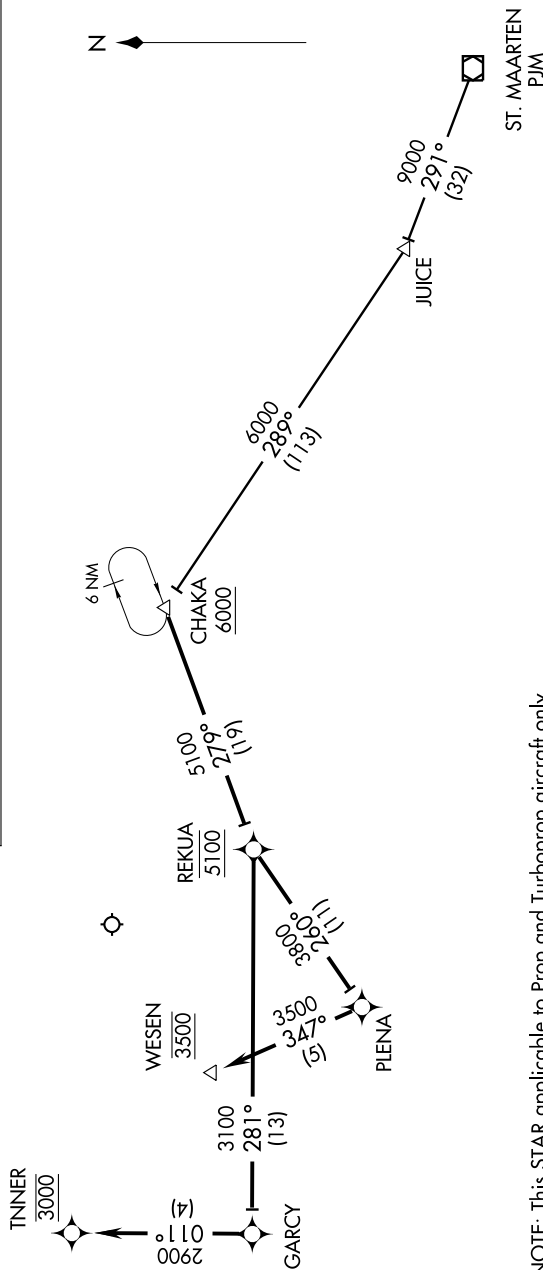 N
ST. MAARTEN
PJM
9000
291°
(32)
JUICE
6000
289°
(113)
6 NM
CHAKA
6000
5100
279°
(19)
REKUA
5100
3800
260°
(11)
PLENA
3500
347°
(5)
WESEN
3500
3100
281°
(13)
GARCY
2900
011°
(4)
TNNER
3000
NOTE: This STAR applicable to Prop and Turboprop aircraft only